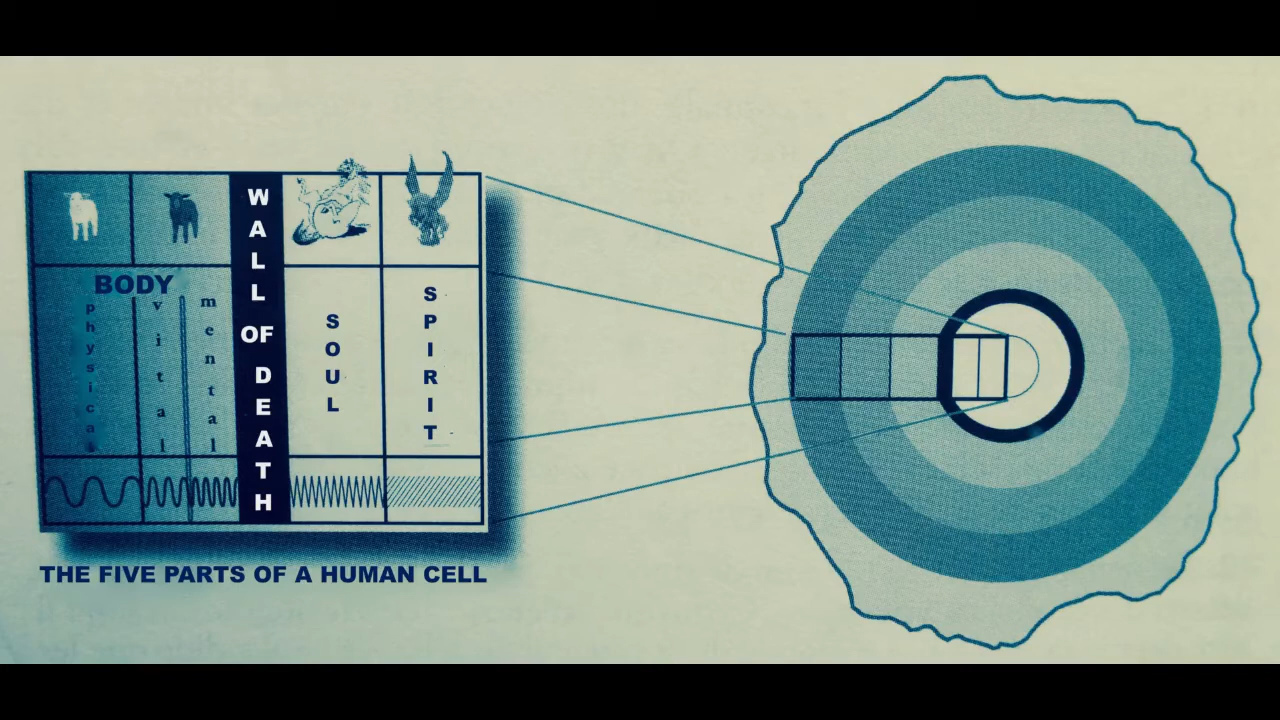 BODY
physical
vital
mental
WALL OF DEATH
SOUL
SPIRIT
THE FIVE PARTS OF A HUMAN CELL